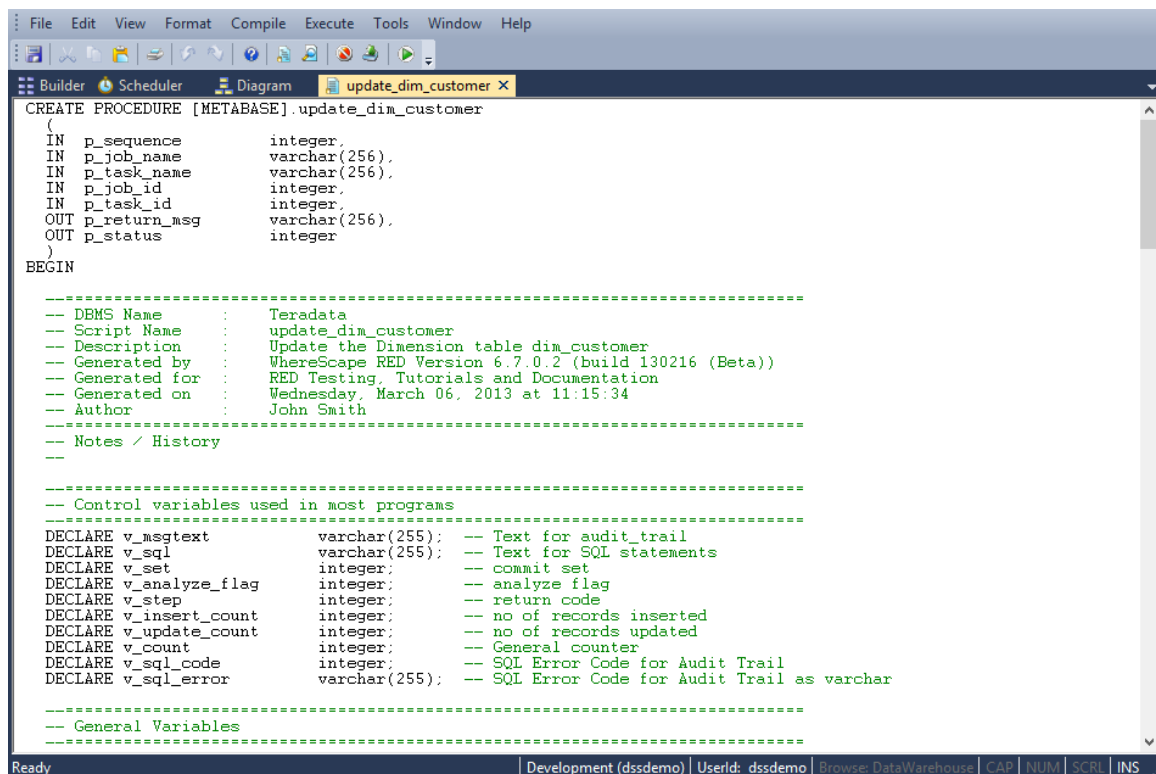 File Edit View Format Compile Execute Tools Window Help
Builder Scheduler Diagram update_dim_customer X
CREATE PROCEDURE [METABASE].update_dim_customer
(
IN p_sequence integer,
IN p_job_name varchar(256),
IN p_task_name varchar(256),
IN p_job_id integer,
IN p_task_id integer,
OUT p_return_msg varchar(256),
OUT p_status integer
)
BEGIN
--==============================================================================
-- DBMS Name : Teradata
-- Script Name : update_dim_customer
-- Description : Update the Dimension table dim_customer
-- Generated by : WhereScape RED Version 6.7.0.2 (build 130216 (Beta))
-- Generated for : RED Testing, Tutorials and Documentation
-- Generated on : Wednesday, March 06, 2013 at 11:15:34
-- Author : John Smith
--==============================================================================
-- Notes / History
--
--==============================================================================
-- Control variables used in most programs
--==============================================================================
DECLARE v_msgtext varchar(255); -- Text for audit_trail
DECLARE v_sql varchar(255); -- Text for SQL statements
DECLARE v_set integer; -- commit set
DECLARE v_analyze_flag integer; -- analyze flag
DECLARE v_step integer; -- return code
DECLARE v_insert_count integer; -- no of records inserted
DECLARE v_update_count integer; -- no of records updated
DECLARE v_count integer; -- General counter
DECLARE v_sql_code integer; -- SQL Error Code for Audit Trail
DECLARE v_sql_error varchar(255); -- SQL Error Code for Audit Trail as varchar
--==============================================================================
-- General Variables
--==============================================================================
Ready Development (dssdemo) UserId: dssdemo Browse: DataWarehouse CAP NUM SCRL INS